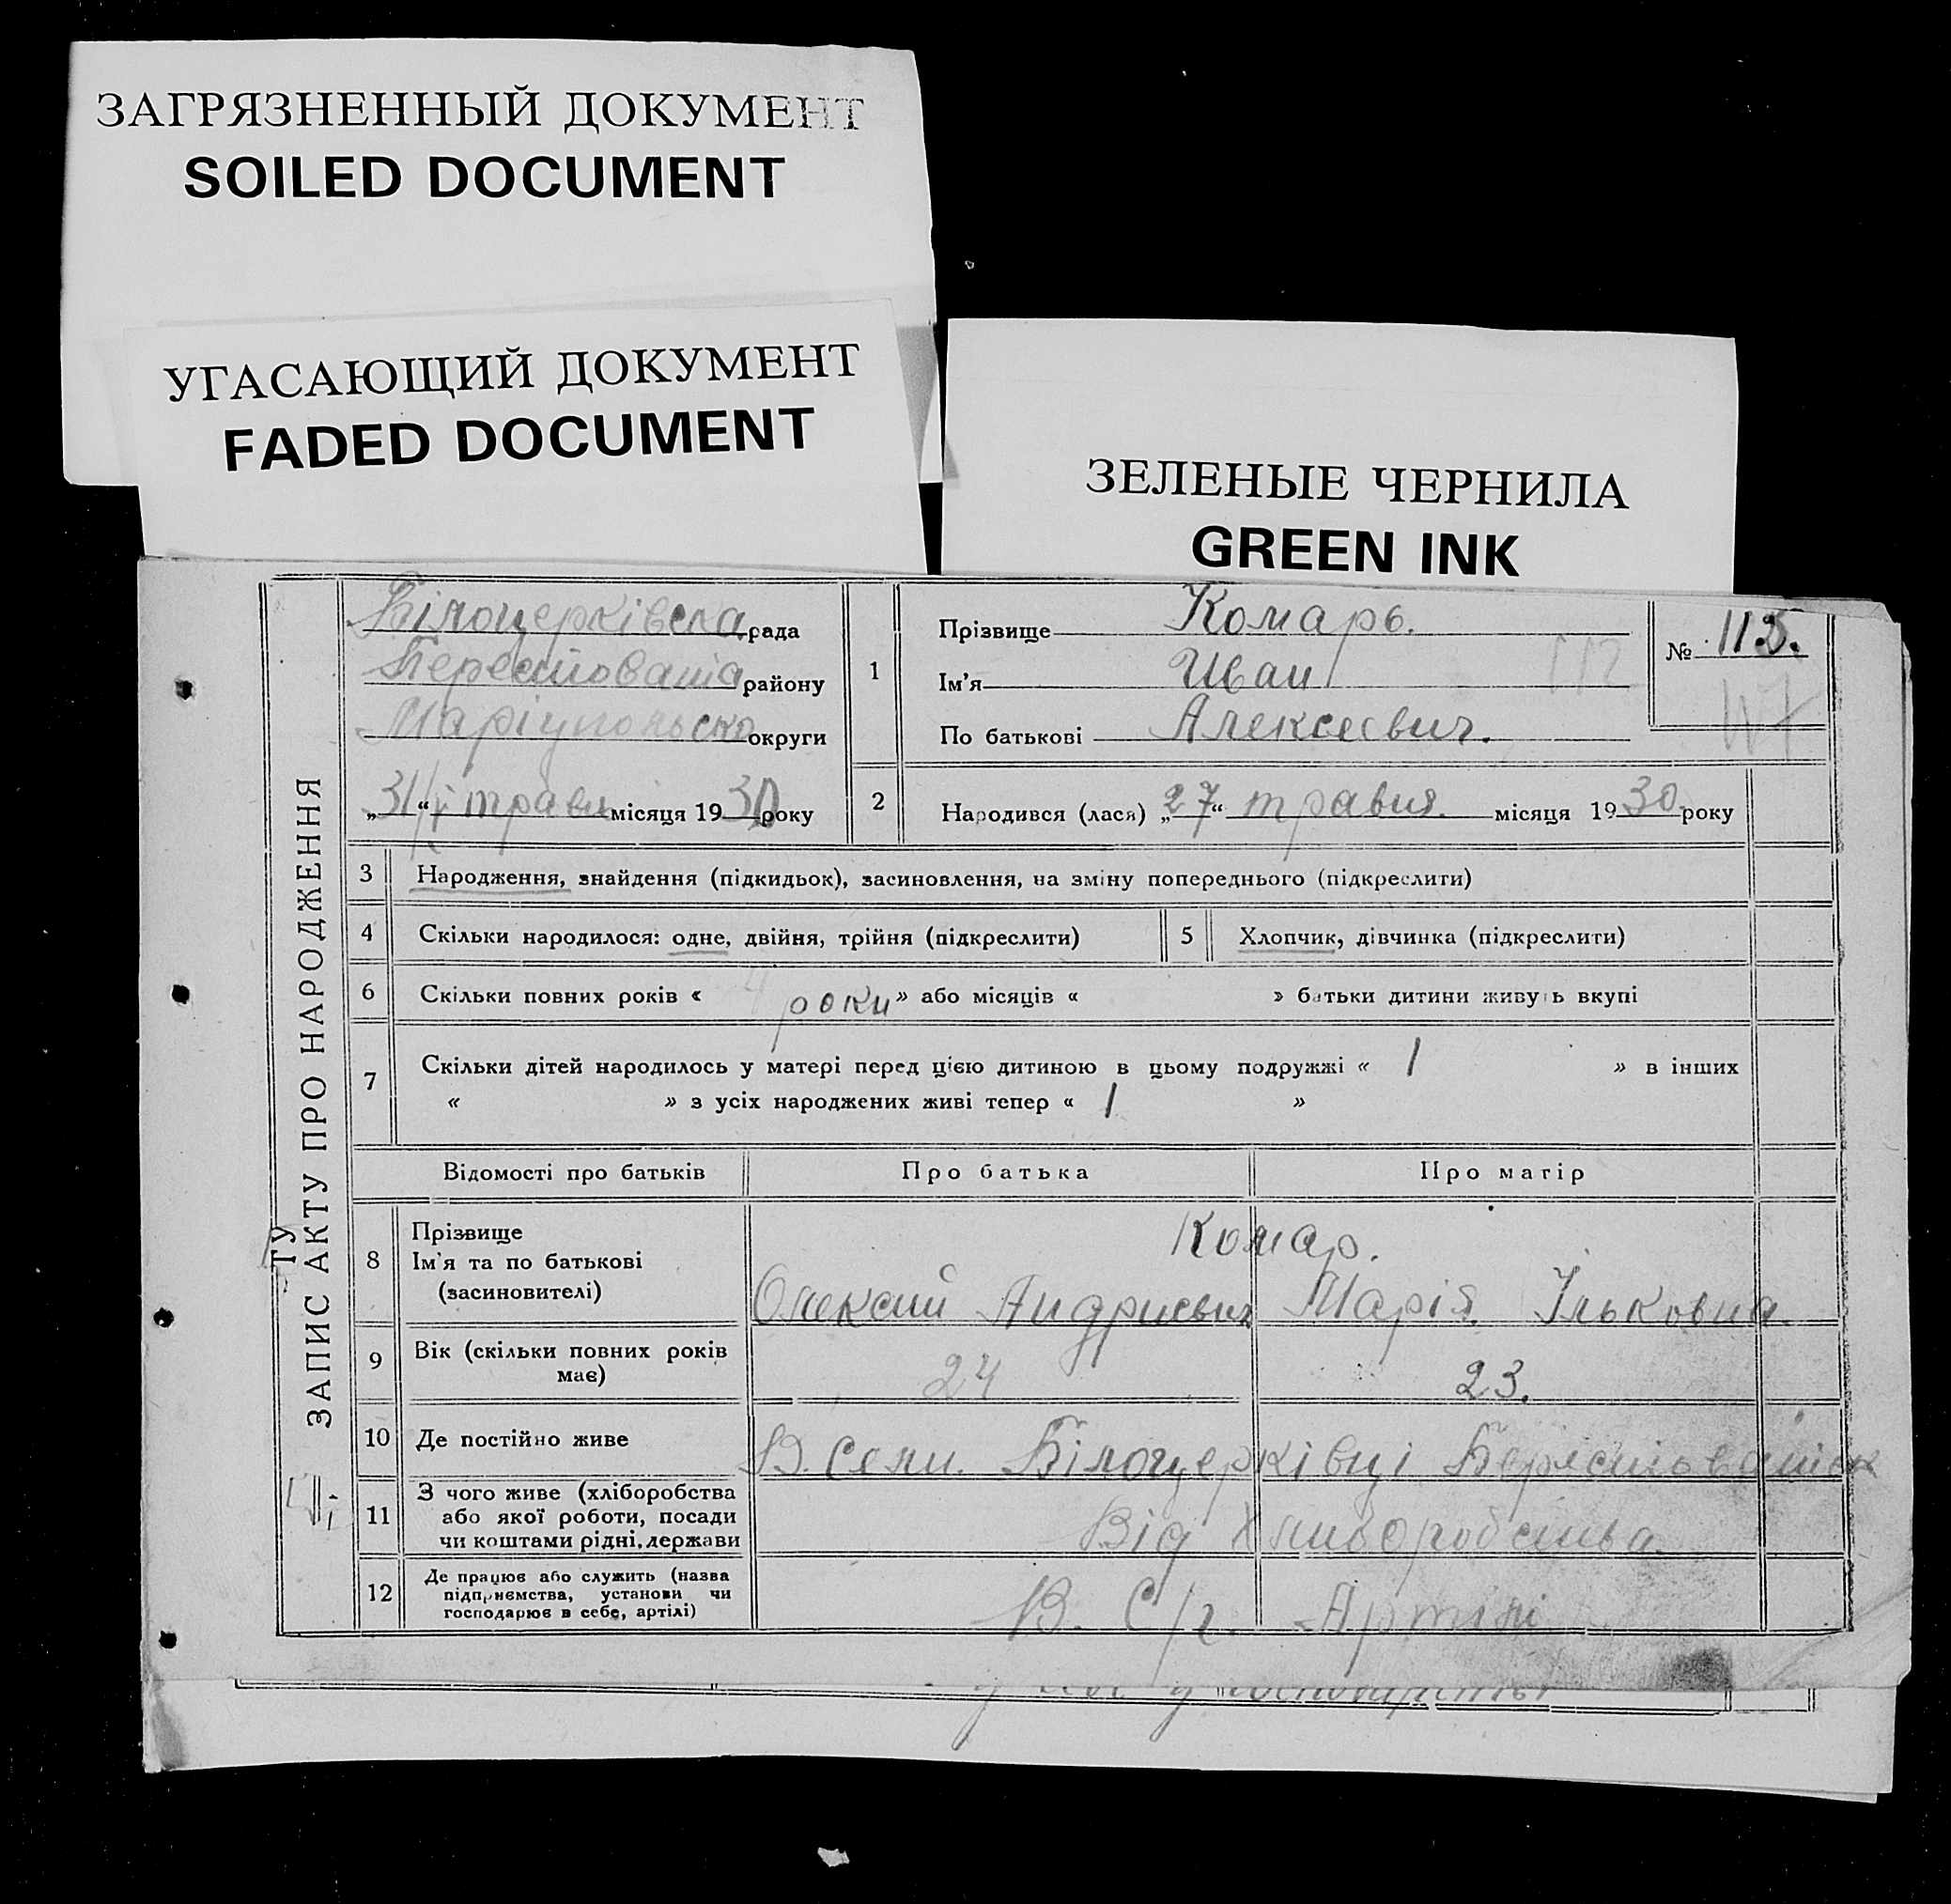 ЗАГРЯЗНЕННЫЙ ДОКУМЕНТ
SOILED DOCUMENT
УГАСАЮЩИЙ ДОКУМЕНТ
FADED DOCUMENT
ЗЕЛЕНЫЕ ЧЕРНИЛА
GREEN INK
ЗАПИС АКТУ ПРО НАРОДЖЕННЯ
ТУ
Білоцерківска рада
району
Маріупольско округи
„31“ травн місяця 1930 року
1
Прізвище Комарь.
Ім'я Иван
По батькові Алексеевич.
№ 115.
112
117
2
Народився (лася) „27“ травня. місяця 1930 року
3 Народження, знайдення (підкидьок), засиновлення, на зміну попереднього (підкреслити)
4 Скільки народилося: одне, двійня, трійня (підкреслити)
5 Хлопчик, дівчинка (підкреслити)
6 Скільки повних років « 4 роки » або місяців « » батьки дитини живуть вкупі
7 Скільки дітей народилось у матері перед цією дитиною в цьому подружжі « 1 » в інших
« » з усіх народжених живі тепер « 1 »
Відомості про батьків Про батька Про матір
8 Прізвище
Ім'я та по батькові
(засиновителі)
Комар.
Олексий Андриевич Марія Ільковна.
9 Вік (скільки повних років
має)
24 23.
10 Де постійно живе В. Сели. Білоцерківці
11 З чого живе (хліборобства
або якої роботи, посади
чи коштами рідні, держави
Від Хлиборобства.
12 Де працює або служить (назва
підприємства, установи чи
господарює в себе, артілі)
В. С/г. Артілі